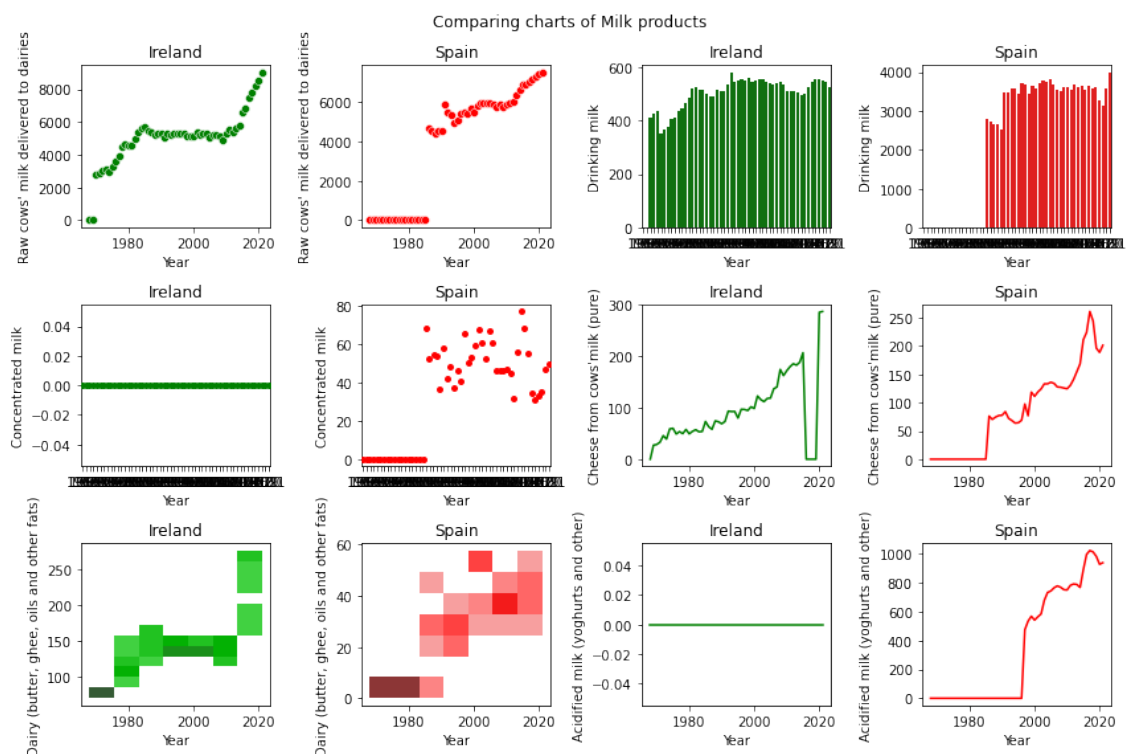 Comparing charts of Milk products
Ireland
Raw cows' milk delivered to dairies
8000
6000
4000
2000
0
1980
2000
2020
Year
Spain
Raw cows' milk delivered to dairies
6000
4000
2000
0
1980
2000
2020
Year
Ireland
Drinking milk
600
400
200
0
Year
Spain
Drinking milk
4000
3000
2000
1000
0
Year
Ireland
Concentrated milk
0.04
0.02
0.00
−0.02
−0.04
Year
Spain
Concentrated milk
80
60
40
20
0
Year
Ireland
Cheese from cows'milk (pure)
300
200
100
0
1980
2000
2020
Year
Spain
Cheese from cows'milk (pure)
250
200
150
100
50
0
1980
2000
2020
Year
Ireland
Dairy (butter, ghee, oils and other fats)
250
200
150
100
1980
2000
2020
Year
Spain
Dairy (butter, ghee, oils and other fats)
60
40
20
0
1980
2000
2020
Year
Ireland
Acidified milk (yoghurts and other)
0.04
0.02
0.00
−0.02
−0.04
1980
2000
2020
Year
Spain
Acidified milk (yoghurts and other)
1000
800
600
400
200
0
1980
2000
2020
Year